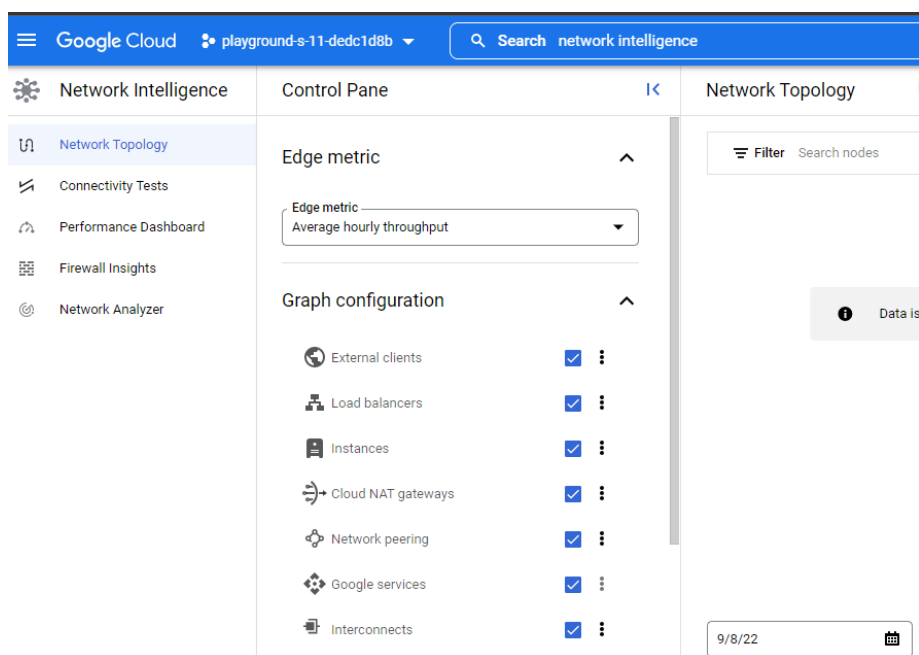 Google Cloud playground-s-11-dedc1d8b Search network intelligence
Network Intelligence
Network Topology
Connectivity Tests
Performance Dashboard
Firewall Insights
Network Analyzer
Control Pane
Edge metric
Edge metric
Average hourly throughput
Graph configuration
External clients
Load balancers
Instances
Cloud NAT gateways
Network peering
Google services
Interconnects
Network Topology
Filter Search nodes
Data is
9/8/22